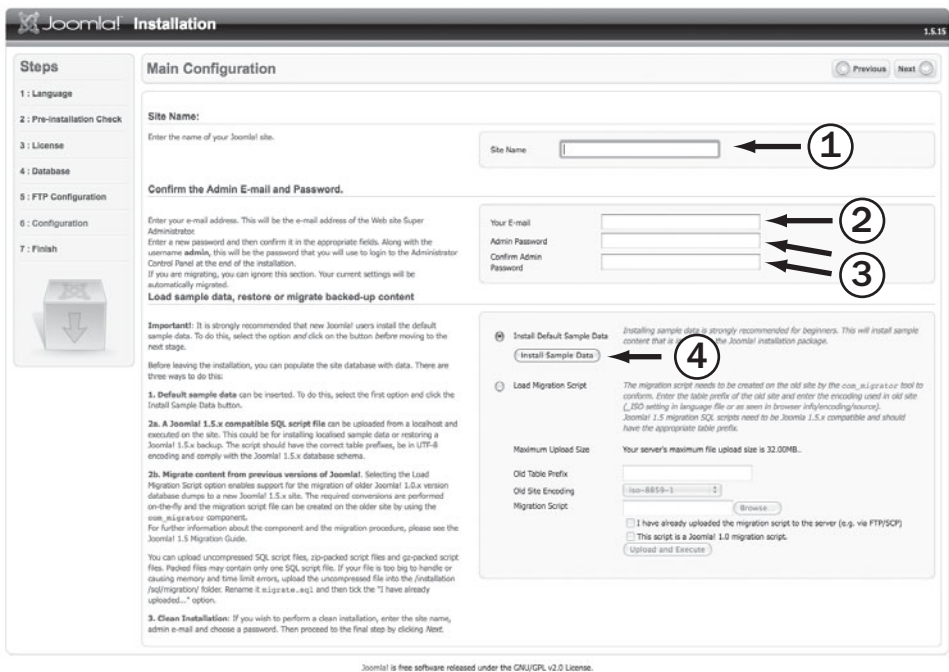 Joomla! Installation
1.5.15
Steps
1 : Language
2 : Pre-installation Check
3 : License
4 : Database
5 : FTP Configuration
6 : Configuration
7 : Finish
Main Configuration
Previous Next
Site Name:
Enter the name of your Joomla! site.
Site Name
1
Confirm the Admin E-mail and Password.
Enter your e-mail address. This will be the e-mail address of the Web site Super
Administrator.
Enter a new password and then confirm it in the appropriate fields. Along with the
username admin, this will be the password that you will use to login to the Administrator
Control Panel at the end of the installation.
If you are migrating, you can ignore this section. Your current settings will be
automatically migrated.
Your E-mail
2
Admin Password
Confirm Admin
Password
3
Load sample data, restore or migrate backed-up content
Important!: It is strongly recommended that new Joomla! users install the default
sample data. To do this, select the option and click on the button before moving to the
next stage.
Before leaving the installation, you can populate the site database with data. There are
three ways to do this:
1. Default sample data can be inserted. To do this, select the first option and click the
Install Sample Data button.
2a. A Joomla! 1.5.x compatible SQL script file can be uploaded from a localhost and
executed on the site. This could be for installing localised sample data or restoring a
Joomla! 1.5.x backup. The script should have the correct table prefixes, be in UTF-8
encoding and comply with the Joomla! 1.5.x database schema.
2b. Migrate content from previous versions of Joomla!. Selecting the Load
Migration Script option enables support for the migration of older Joomla! 1.0.x version
database dumps to a new Joomla! 1.5.x site. The required conversions are performed
on-the-fly and the migration script file can be created on the older site by using the
com_migrator component.
For further information about the component and the migration procedure, please see the
Joomla! 1.5 Migration Guide.
You can upload uncompressed SQL script files, zip-packed script files and gz-packed script
files. Packed files may contain only one SQL script file. If your file is too big to handle or
causing memory and time limit errors, upload the uncompressed file into the /installation
/sql/migration/ folder. Rename it migrate.sql and then tick the "I have already
uploaded..." option.
3. Clean Installation: If you wish to perform a clean installation, enter the site name,
admin e-mail and choose a password. Then proceed to the final step by clicking Next.
Install Default Sample Data
Installing sample data is strongly recommended for beginners. This will install sample
content that is the Joomla! installation package.
Install Sample Data
4
Load Migration Script
The migration script needs to be created on the old site by the com_migrator tool to
conform. Enter the table prefix of the old site and enter the encoding used in old site
(_ISO setting in language file or as seen in browser info/encoding/source).
Joomla! 1.5 migration SQL scripts need to be Joomla 1.5.x compatible and should
have the appropriate table prefix.
Maximum Upload Size Your server's maximum file upload size is 32.00MB..
Old Table Prefix
Old Site Encoding iso-8859-1
Migration Script Browse...
I have already uploaded the migration script to the server (e.g. via FTP/SCP)
This script is a Joomla! 1.0 migration script.
Upload and Execute
Joomla! is free software released under the GNU/GPL v2.0 License.